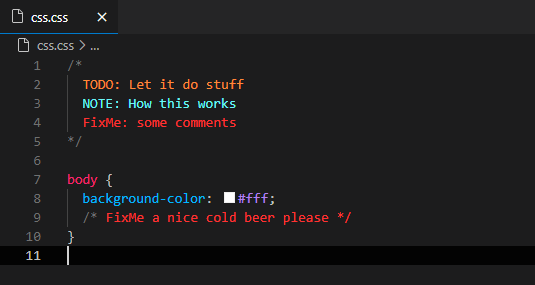 css.css
css.css > ...
1 /*
2 TODO: Let it do stuff
3 NOTE: How this works
4 FixMe: some comments
5 */
6
7 body {
8 background-color: #fff;
9 /* FixMe a nice cold beer please */
10 }
11